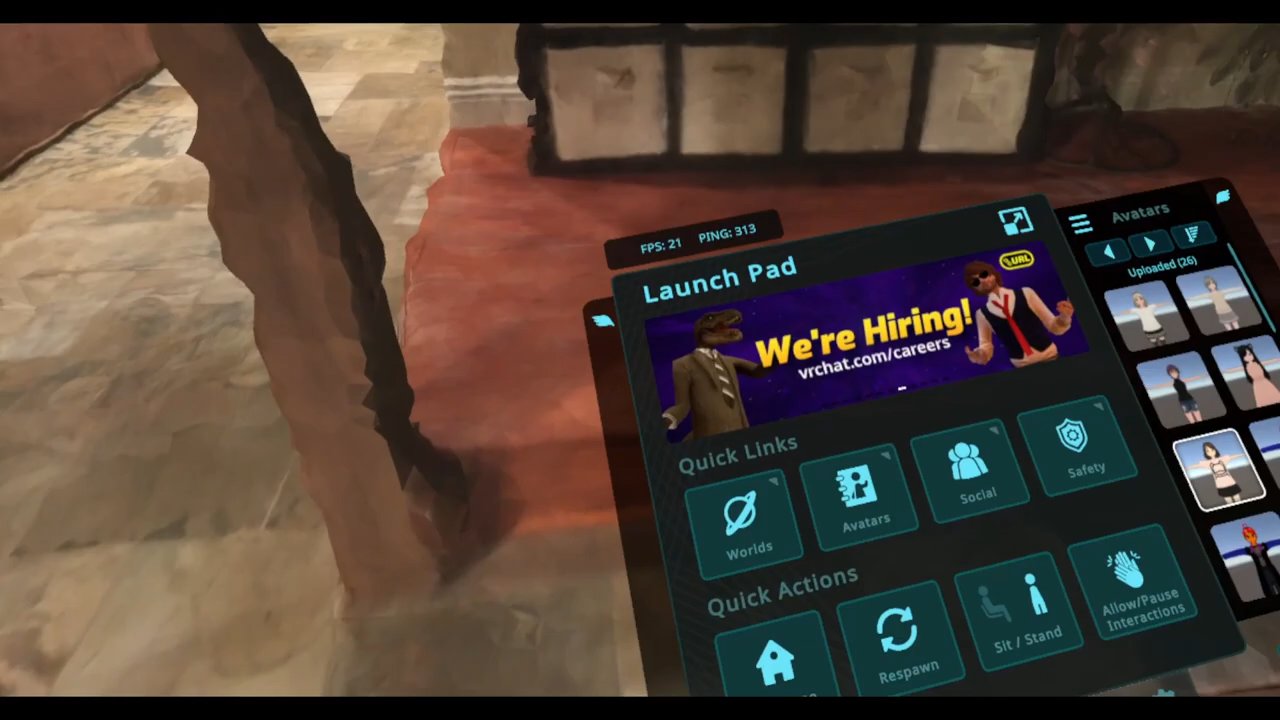 FPS: 21 PING: 313
Launch Pad
%URL
We're Hiring!
vrchat.com/careers
Quick Links
Worlds
Avatars
Social
Safety
Quick Actions
Respawn
Sit / Stand
Allow/Pause
Interactions
Avatars
Uploaded (26)